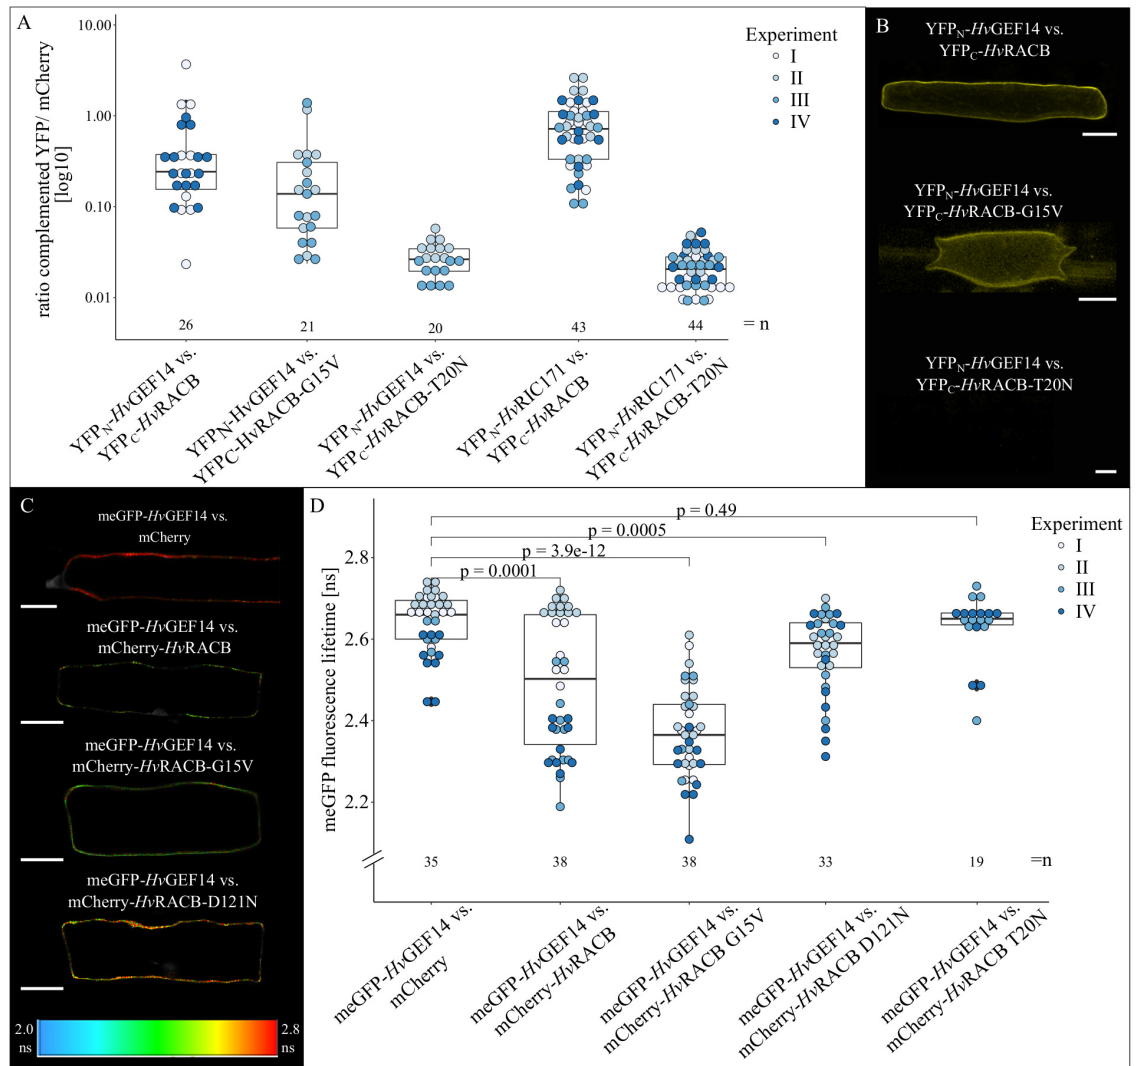 A
10.00
1.00
0.10
0.01
ratio complemented YFP/ mCherry
[log10]
Experiment
I
II
III
IV
26
21
20
43
44
= n
YFPN-HvGEF14 vs.
YFPC-HvRACB
YFPN-HvGEF14 vs.
YFPC-HvRACB-G15V
YFPN-HvGEF14 vs.
YFPC-HvRACB-T20N
YFPN-HvRIC171 vs.
YFPC-HvRACB
YFPN-HvRIC171 vs.
YFPC-HvRACB-T20N
B
YFPN-HvGEF14 vs.
YFPC-HvRACB
YFPN-HvGEF14 vs.
YFPC-HvRACB-G15V
YFPN-HvGEF14 vs.
YFPC-HvRACB-T20N
C
meGFP-HvGEF14 vs.
mCherry
meGFP-HvGEF14 vs.
mCherry-HvRACB
meGFP-HvGEF14 vs.
mCherry-HvRACB-G15V
meGFP-HvGEF14 vs.
mCherry-HvRACB-D121N
2.0
ns
2.8
ns
D
p = 0.49
p = 0.0005
p = 3.9e-12
p = 0.0001
Experiment
I
II
III
IV
2.8
2.6
2.4
2.2
meGFP fluorescence lifetime [ns]
35
38
38
33
19
=n
meGFP-HvGEF14 vs.
mCherry
meGFP-HvGEF14 vs.
mCherry-HvRACB
meGFP-HvGEF14 vs.
mCherry-HvRACB G15V
meGFP-HvGEF14 vs.
mCherry-HvRACB D121N
meGFP-HvGEF14 vs.
mCherry-HvRACB T20N